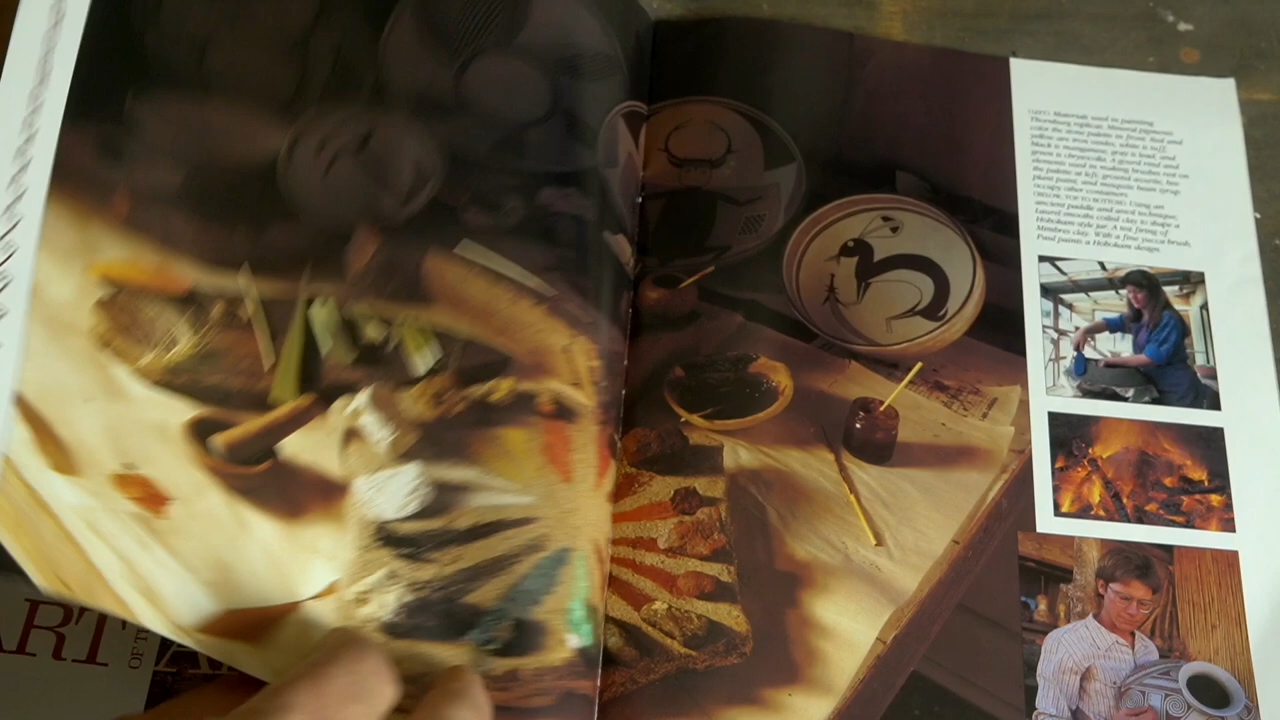 (LEFT) Materials used in painting
Thornburg replicas. Mineral pigments
color the stone palette in front. Red and
yellow are iron oxides, white is tuff,
black is manganese, gray is lead, and
green is chrysocolla. A gourd rind and
elements used in making brushes rest on
the palette at left; ground acurite, bee
plant paint, and mesquite bean syrup
occupy other containers.
(BELOW, TOP TO BOTTOM) Using an
ancient paddle and anvil technique,
Laurel smooths coiled clay to shape a
Hohokam-style jar. A test firing of
Mimbres clay. With a fine yucca brush,
Paul paints a Hohokam design.
ART
OF